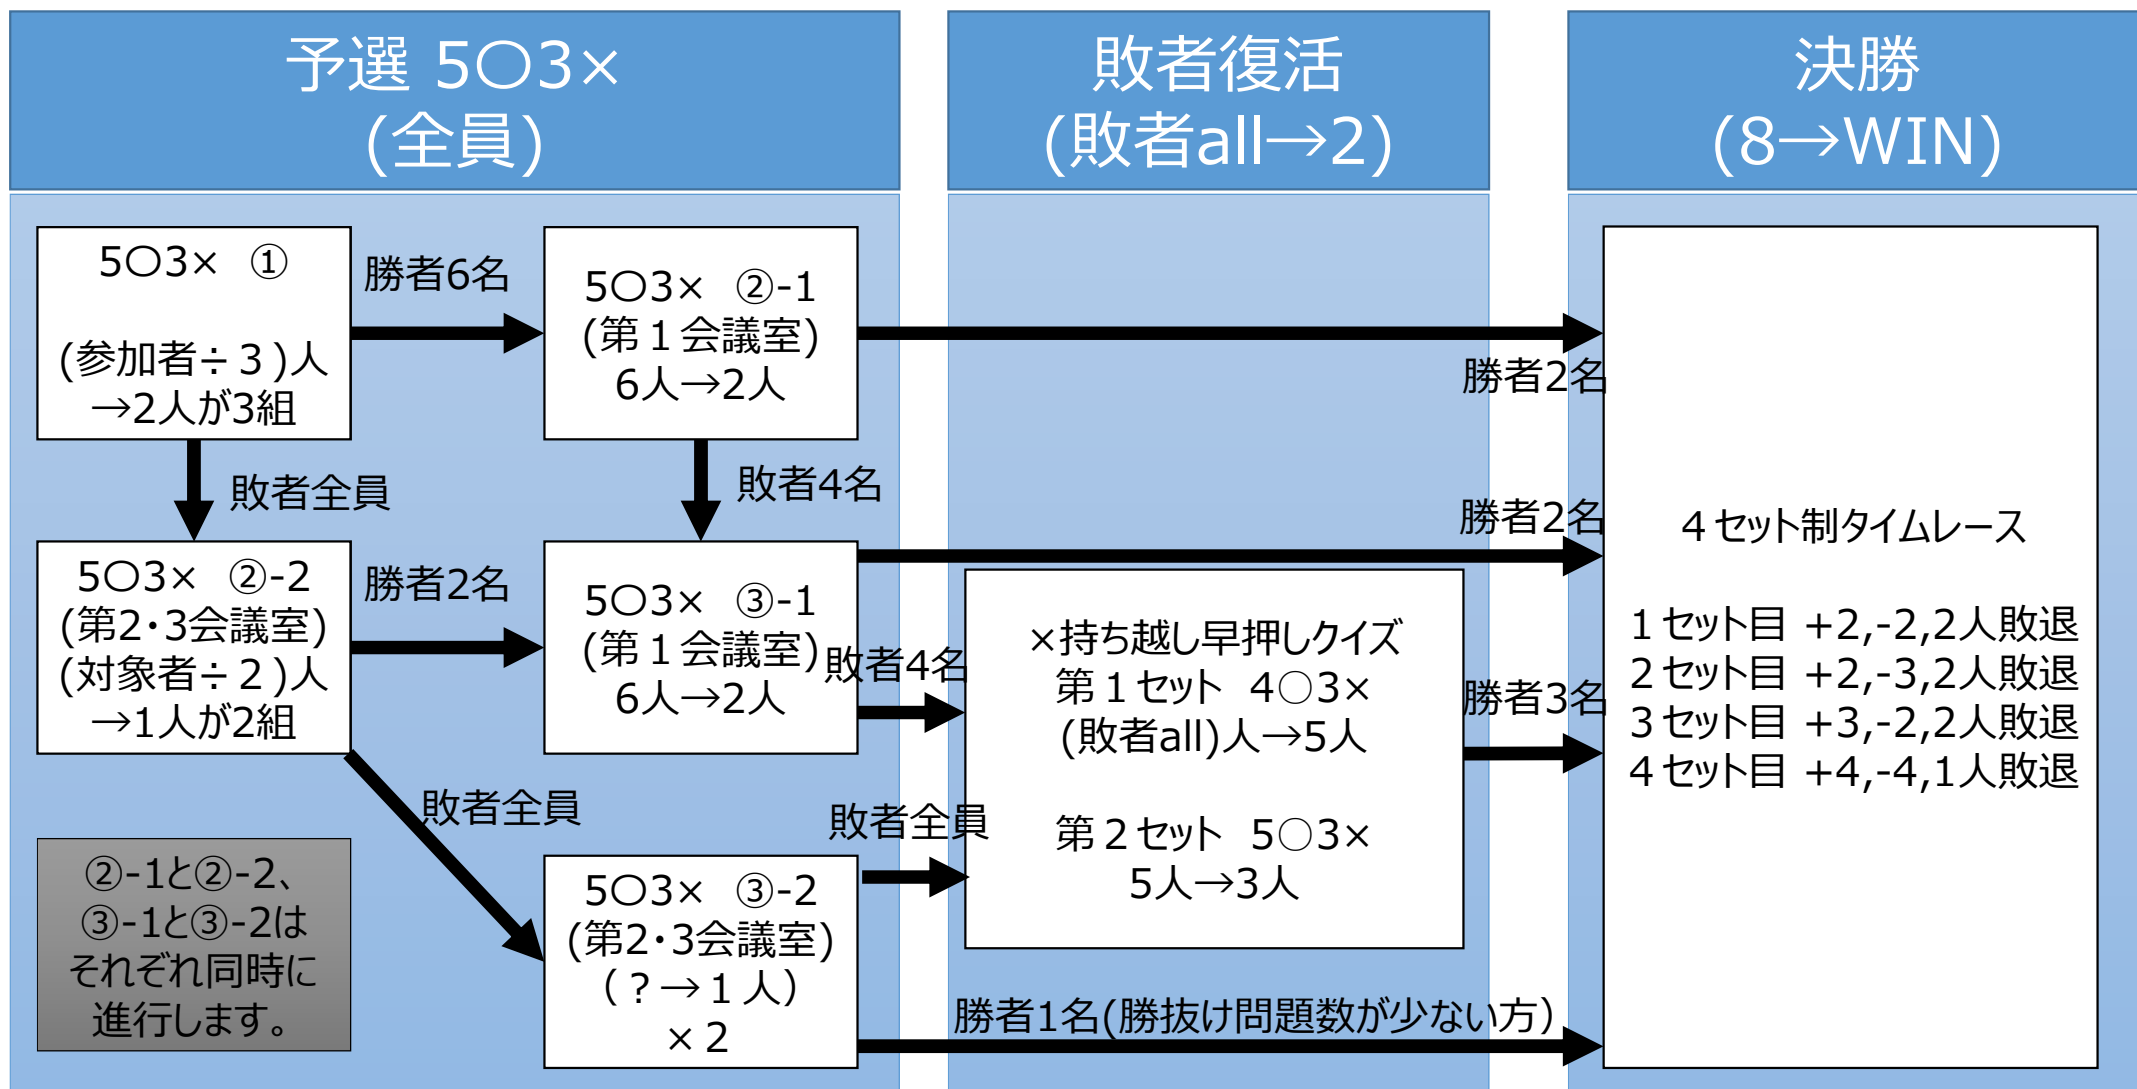 予選 5〇3×
(全員)
敗者復活
(敗者all→2)
決勝
(8→WIN)
5〇3× ①
(参加者÷３)人
→2人が3組
勝者6名
5〇3× ②-1
(第１会議室)
6人→2人
勝者2名
敗者全員
敗者4名
5〇3× ②-2
(第2・3会議室)
(対象者÷２)人
→1人が2組
勝者2名
5〇3× ③-1
(第１会議室)
6人→2人
勝者2名
敗者4名
×持ち越し早押しクイズ
第１セット 4○3×
(敗者all)人→5人
第２セット 5○3×
5人→3人
勝者3名
４セット制タイムレース
1セット目 +2,-2,2人敗退
2セット目 +2,-3,2人敗退
3セット目 +3,-2,2人敗退
4セット目 +4,-4,1人敗退
敗者全員
敗者全員
5〇3× ③-2
(第2・3会議室)
（？→１人）
×２
勝者1名(勝抜け問題数が少ない方）
②-1と②-2、
③-1と③-2は
それぞれ同時に
進行します。